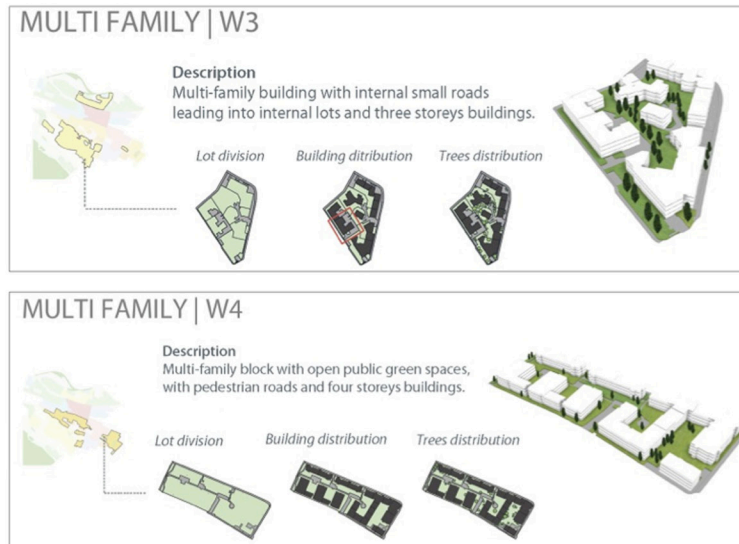 MULTI FAMILY | W3
Description
Multi-family building with internal small roads
leading into internal lots and three storeys buildings.
Lot division
Building ditribution
Trees distribution
MULTI FAMILY | W4
Description
Multi-family block with open public green spaces,
with pedestrian roads and four storeys buildings.
Lot division
Building distribution
Trees distribution